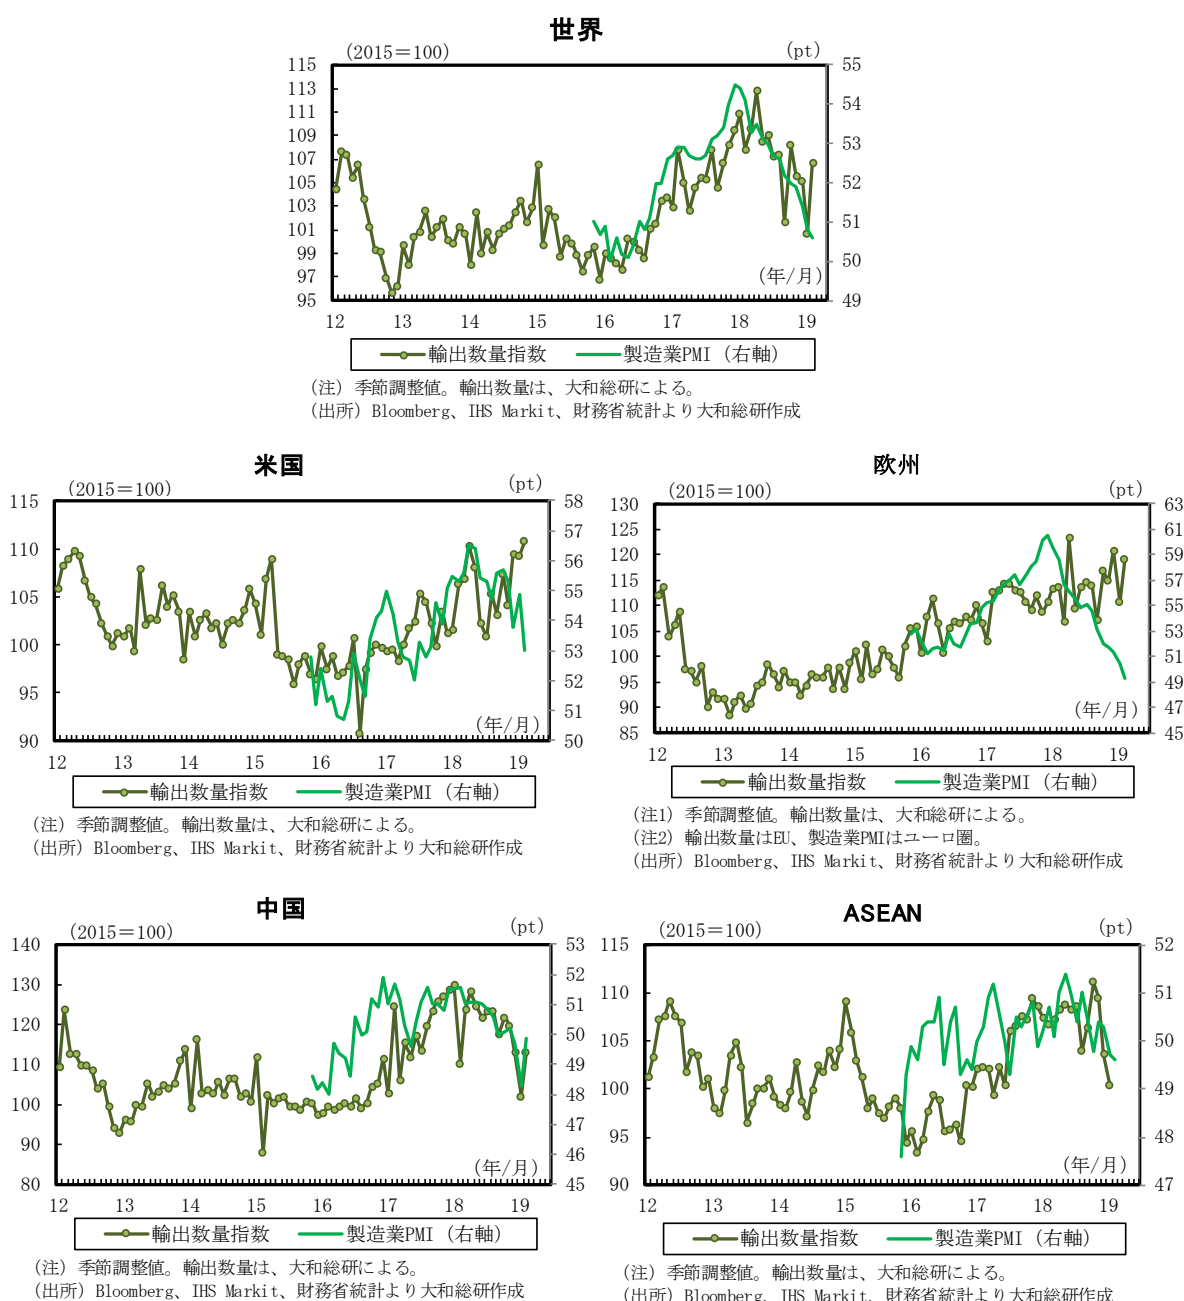 世界
(2015＝100)
(pt)
115
113
111
109
107
105
103
101
99
97
95
55
54
53
52
51
50
49
(年/月)
12 13 14 15 16 17 18 19
輸出数量指数 製造業PMI（右軸）
（注）季節調整値。輸出数量は、大和総研による。
（出所）Bloomberg、IHS Markit、財務省統計より大和総研作成
米国
(2015＝100)
(pt)
115
110
105
100
95
90
58
57
56
55
54
53
52
51
50
(年/月)
12 13 14 15 16 17 18 19
輸出数量指数 製造業PMI（右軸）
（注）季節調整値。輸出数量は、大和総研による。
（出所）Bloomberg、IHS Markit、財務省統計より大和総研作成
欧州
(2015＝100)
(pt)
130
125
120
115
110
105
100
95
90
85
63
61
59
57
55
53
51
49
47
45
(年/月)
12 13 14 15 16 17 18 19
輸出数量指数 製造業PMI（右軸）
（注1）季節調整値。輸出数量は、大和総研による。
（注2）輸出数量はEU、製造業PMIはユーロ圏。
（出所）Bloomberg、IHS Markit、財務省統計より大和総研作成
中国
(2015＝100)
(pt)
140
130
120
110
100
90
80
53
52
51
50
49
48
47
46
45
(年/月)
12 13 14 15 16 17 18 19
輸出数量指数 製造業PMI（右軸）
（注）季節調整値。輸出数量は、大和総研による。
（出所）Bloomberg、IHS Markit、財務省統計より大和総研作成
ASEAN
(2015＝100)
(pt)
115
110
105
100
95
90
52
51
50
49
48
47
(年/月)
12 13 14 15 16 17 18 19
輸出数量指数 製造業PMI（右軸）
（注）季節調整値。輸出数量は、大和総研による。
（出所）Bloomberg、IHS Markit、財務省統計より大和総研作成